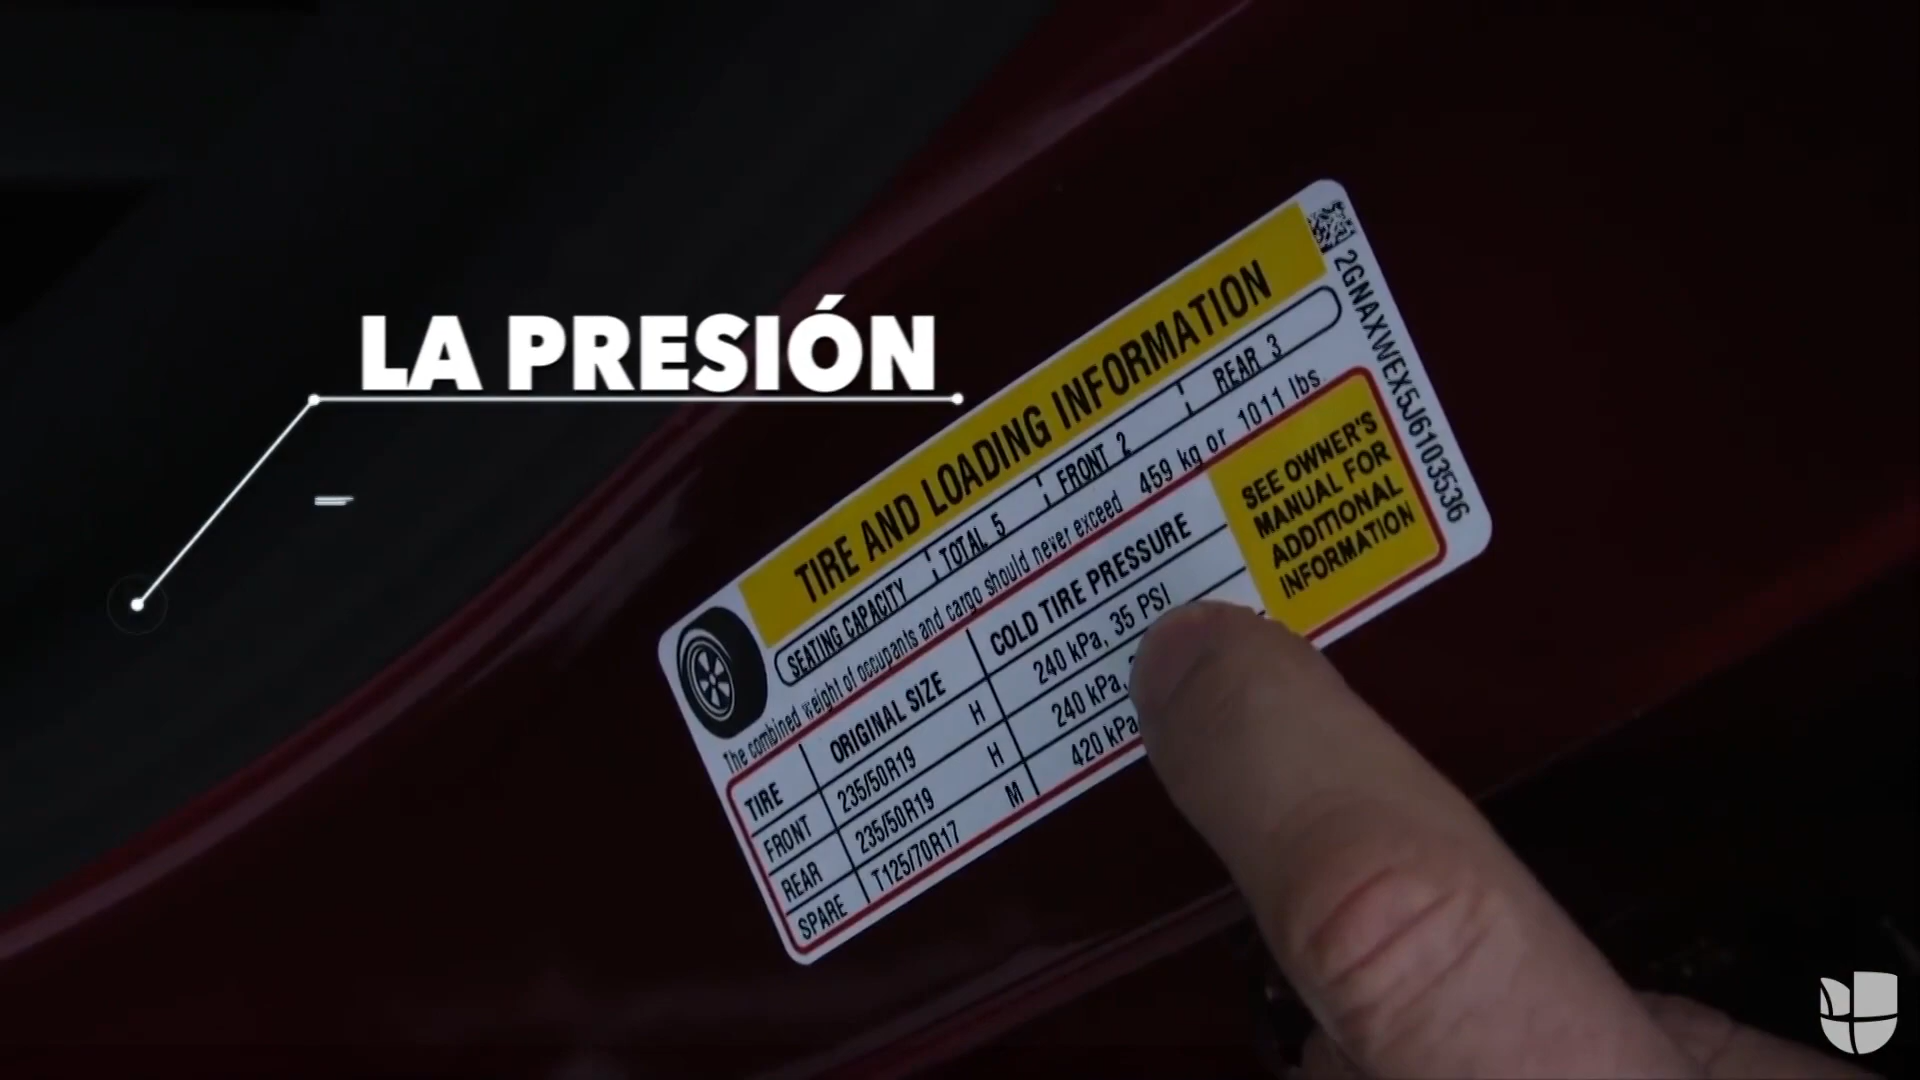 LA PRESIÓN
TIRE AND LOADING INFORMATION
SEATING CAPACITY TOTAL 5 FRONT 2 REAR 3
The combined weight of occupants and cargo should never exceed 459 kg or 1011 lbs.
TIRE ORIGINAL SIZE COLD TIRE PRESSURE
FRONT 235/50R19 H 240 kPa, 35 PSI
REAR 235/50R19 H 240 kPa,
SPARE T125/70R17 M 420 kPa
SEE OWNER'S
MANUAL FOR
ADDITIONAL
INFORMATION
2GNAXWEX5J6103536